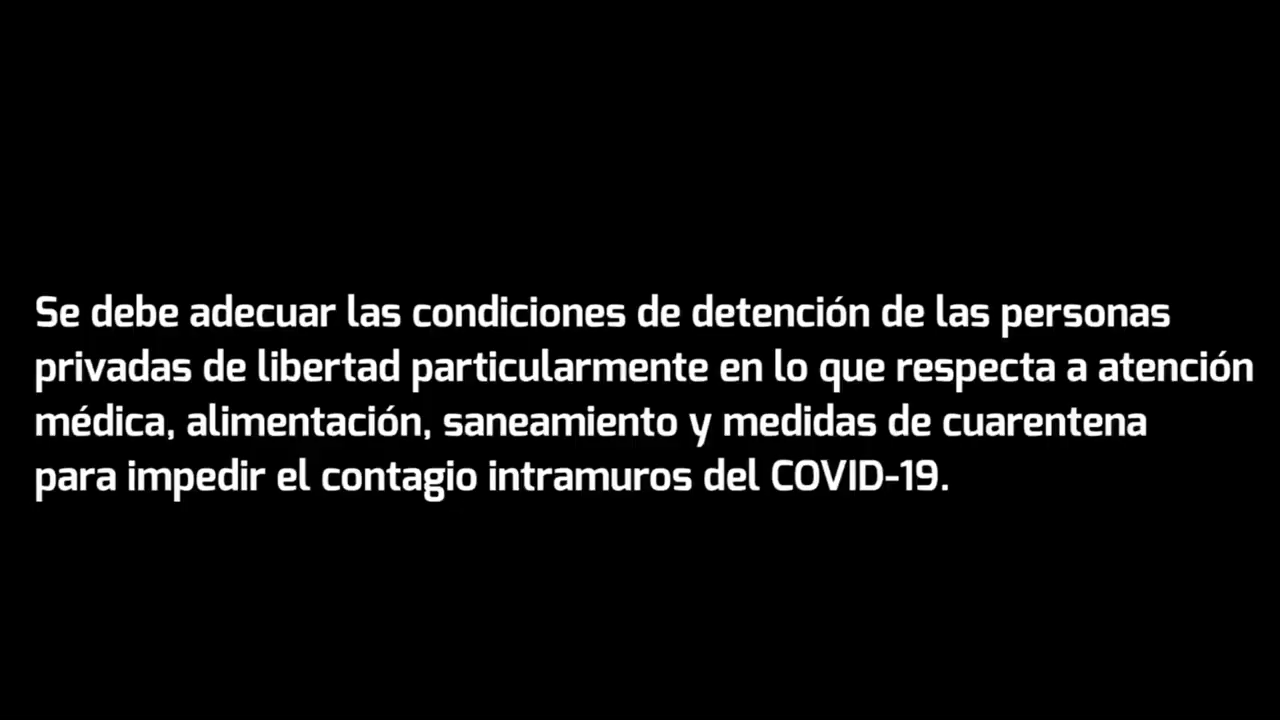 Se debe adecuar las condiciones de detención de las personas
privadas de libertad particularmente en lo que respecta a atención
médica, alimentación, saneamiento y medidas de cuarentena
para impedir el contagio intramuros del COVID-19.